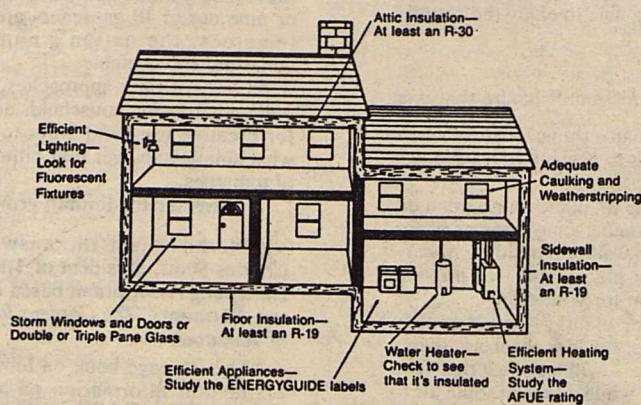 Attic Insulation—
At least an R-30
Efficient
Lighting—
Look for
Fluorescent
Fixtures
Adequate
Caulking and
Weatherstripping
Sidewall
Insulation—
At least
an R-19
Storm Windows and Doors or
Double or Triple Pane Glass
Floor Insulation—
At least an R-19
Efficient Appliances—
Study the ENERGYGUIDE labels
Water Heater—
Check to see
that it's insulated
Efficient Heating
System—
Study the
AFUE rating